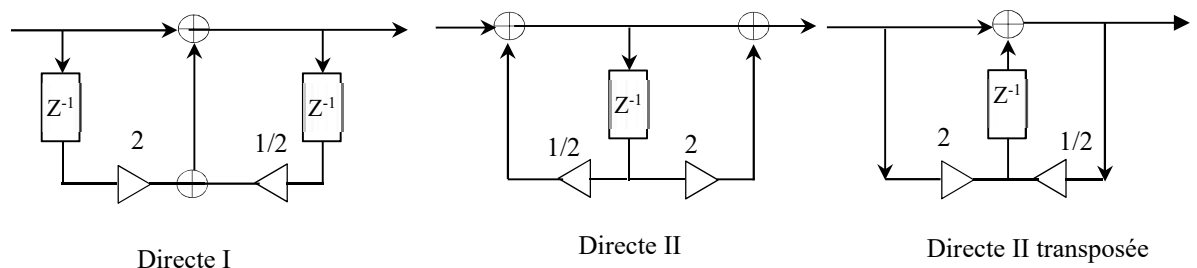 Z⁻¹
2
1/2
Z⁻¹
Directe I
Z⁻¹
1/2
2
Directe II
Z⁻¹
2
1/2
Directe II transposée